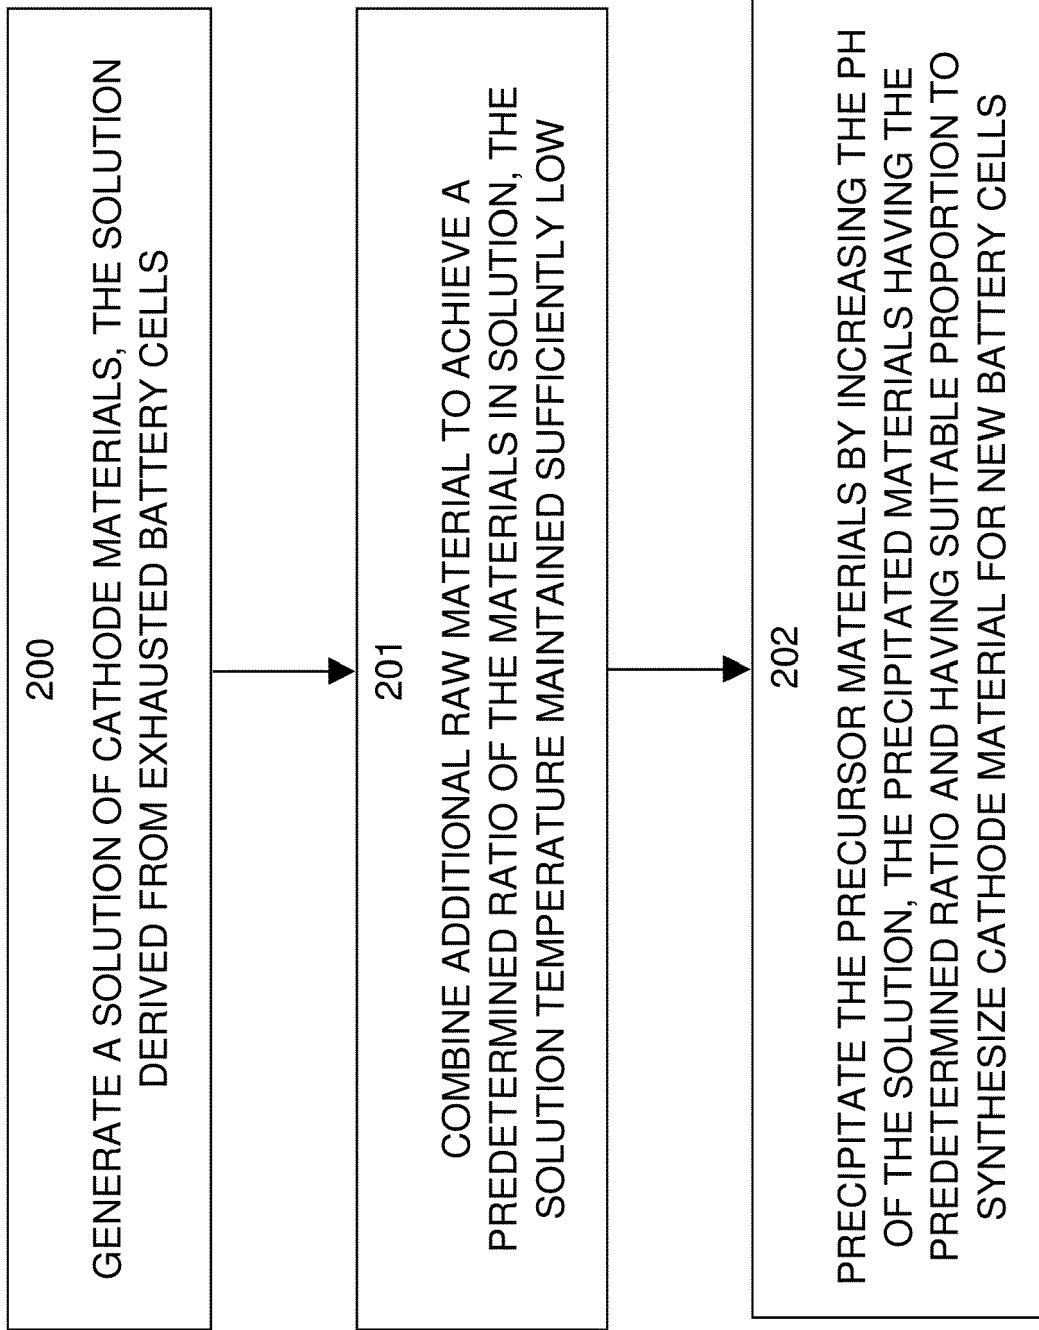 200
GENERATE A SOLUTION OF CATHODE MATERIALS, THE SOLUTION
DERIVED FROM EXHAUSTED BATTERY CELLS
201
COMBINE ADDITIONAL RAW MATERIAL TO ACHIEVE A
PREDETERMINED RATIO OF THE MATERIALS IN SOLUTION, THE
SOLUTION TEMPERATURE MAINTAINED SUFFICIENTLY LOW
202
PRECIPITATE THE PRECURSOR MATERIALS BY INCREASING THE PH
OF THE SOLUTION, THE PRECIPITATED MATERIALS HAVING THE
PREDETERMINED RATIO AND HAVING SUITABLE PROPORTION TO
SYNTHESIZE CATHODE MATERIAL FOR NEW BATTERY CELLS